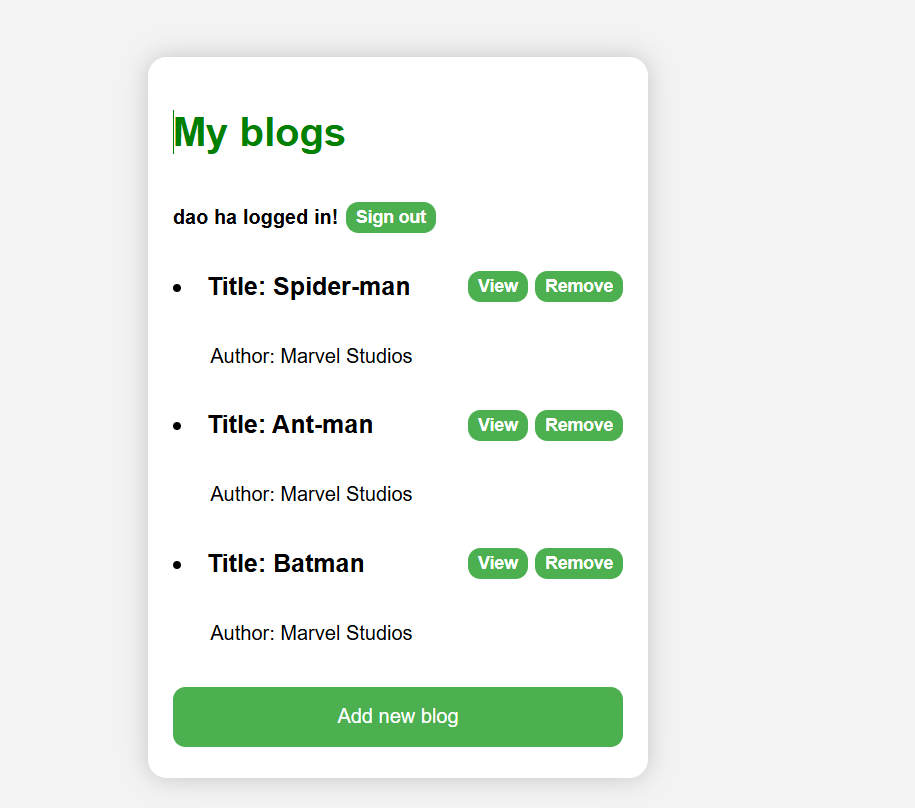 My blogs
dao ha logged in! Sign out
Title: Spider-man View Remove
Author: Marvel Studios
Title: Ant-man View Remove
Author: Marvel Studios
Title: Batman View Remove
Author: Marvel Studios
Add new blog